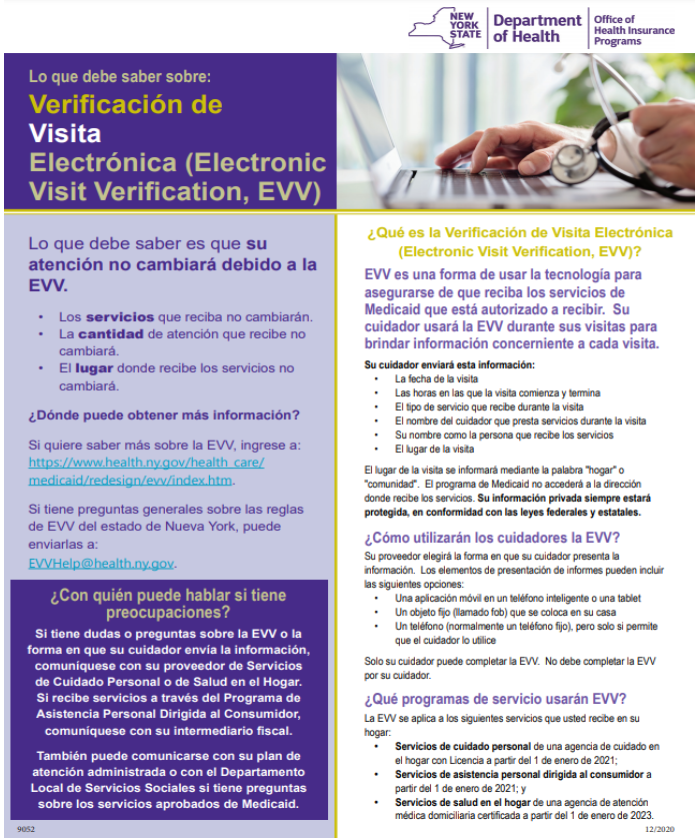 NEW
YORK
STATE
Department
of Health
Office of
Health Insurance
Programs
Lo que debe saber sobre:
Verificación de
Visita
Electrónica (Electronic
Visit Verification, EVV)
Lo que debe saber es que su
atención no cambiará debido a la
EVV.
• Los servicios que reciba no cambiarán.
• La cantidad de atención que recibe no
cambiará.
• El lugar donde recibe los servicios no
cambiará.
¿Dónde puede obtener más información?
Si quiere saber más sobre la EVV, ingrese a:
https://www.health.ny.gov/health_care/
medicaid/redesign/evv/index.htm.
Si tiene preguntas generales sobre las reglas
de EVV del estado de Nueva York, puede
enviarlas a:
EVVHelp@health.ny.gov.
¿Con quién puede hablar si tiene
preocupaciones?
Si tiene dudas o preguntas sobre la EVV o la
forma en que su cuidador envía la información,
comuníquese con su proveedor de Servicios
de Cuidado Personal o de Salud en el Hogar.
Si recibe servicios a través del Programa de
Asistencia Personal Dirigida al Consumidor,
comuníquese con su intermediario fiscal.
También puede comunicarse con su plan de
atención administrada o con el Departamento
Local de Servicios Sociales si tiene preguntas
sobre los servicios aprobados de Medicaid.
¿Qué es la Verificación de Visita Electrónica
(Electronic Visit Verification, EVV)?
EVV es una forma de usar la tecnología para
asegurarse de que reciba los servicios de
Medicaid que está autorizado a recibir. Su
cuidador usará la EVV durante sus visitas para
brindar información concerniente a cada visita.
Su cuidador enviará esta información:
• La fecha de la visita
• Las horas en las que la visita comienza y termina
• El tipo de servicio que recibe durante la visita
• El nombre del cuidador que presta servicios durante la visita
• Su nombre como la persona que recibe los servicios
• El lugar de la visita
El lugar de la visita se informará mediante la palabra "hogar" o
"comunidad". El programa de Medicaid no accederá a la dirección
donde recibe los servicios. Su información privada siempre estará
protegida, en conformidad con las leyes federales y estatales.
¿Cómo utilizarán los cuidadores la EVV?
Su proveedor elegirá la forma en que su cuidador presenta la
información. Los elementos de presentación de informes pueden incluir
las siguientes opciones:
• Una aplicación móvil en un teléfono inteligente o una tablet
• Un objeto fijo (llamado fob) que se coloca en su casa
• Un teléfono (normalmente un teléfono fijo), pero solo si permite
que el cuidador lo utilice
Solo su cuidador puede completar la EVV. No debe completar la EVV
por su cuidador.
¿Qué programas de servicio usarán EVV?
La EVV se aplica a los siguientes servicios que usted recibe en su
hogar:
• Servicios de cuidado personal de una agencia de cuidado en
el hogar con Licencia a partir del 1 de enero de 2021;
• Servicios de asistencia personal dirigida al consumidor a
partir del 1 de enero de 2021; y
• Servicios de salud en el hogar de una agencia de atención
médica domiciliaria certificada a partir del 1 de enero de 2023.
9052
12/2020